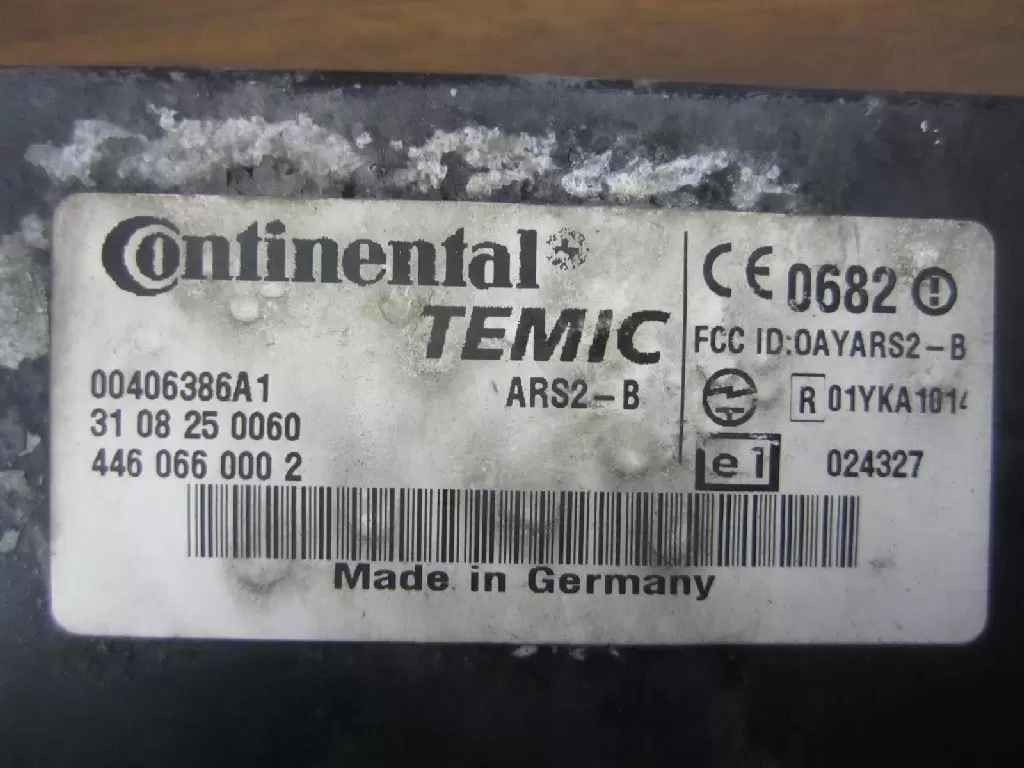 Continental
TEMIC
ARS2-B
00406386A1
31 08 25 0060
446 066 000 2
CE 0682
FCC ID:OAYARS2-B
R 01YKA1014
e1 024327
Made in Germany